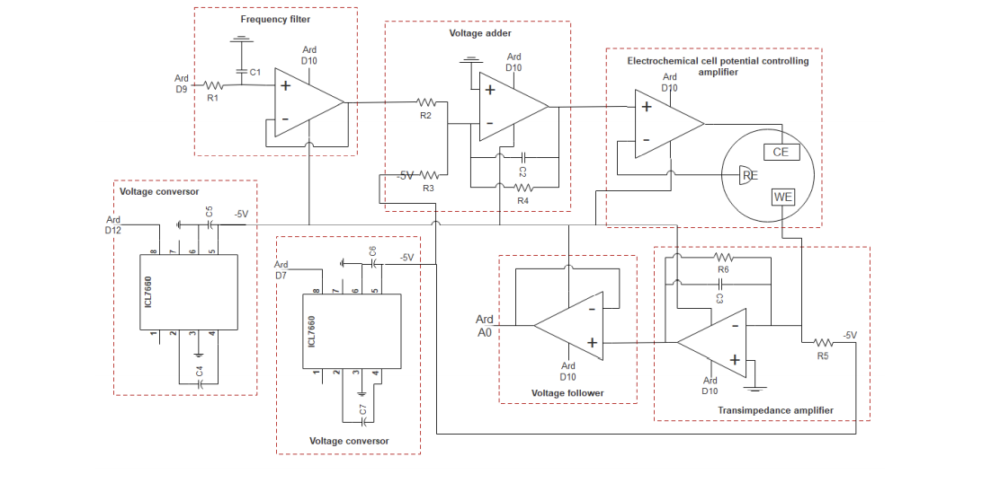 Frequency filter
Ard
D10
C1
Ard
D9
R1
+
-
Voltage adder
Ard
D10
+
-
R2
-5V
R3
C2
R4
Electrochemical cell potential controlling
amplifier
Ard
D10
+
-
CE
RE
WE
Voltage conversor
Ard
D12
C5
-5V
8
7
6
5
ICL7660
1
2
3
4
C4
Ard
D7
C6
-5V
8
7
6
5
ICL7660
1
2
3
4
C7
Voltage conversor
Ard
A0
-
+
Ard
D10
Voltage follower
R6
C3
-
+
Ard
D10
-5V
R5
Transimpedance amplifier